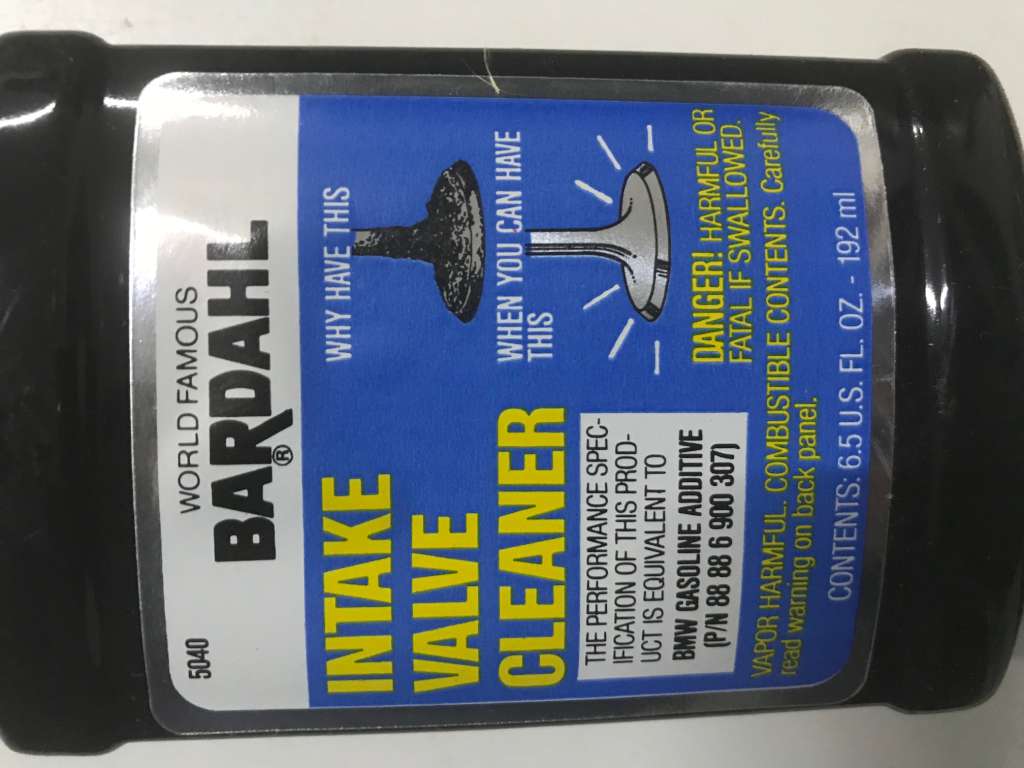 5040
WORLD FAMOUS
BARDAHL
®
INTAKE
VALVE
CLEANER
WHY HAVE THIS
WHEN YOU CAN HAVE
THIS
THE PERFORMANCE SPEC-
IFICATION OF THIS PROD-
UCT IS EQUIVALENT TO
BMW GASOLINE ADDITIVE
(P/N 88 88 6 900 307)
DANGER! HARMFUL OR
FATAL IF SWALLOWED.
VAPOR HARMFUL. COMBUSTIBLE CONTENTS. Carefully
read warning on back panel.
CONTENTS: 6.5 U.S. FL. OZ. - 192 ml